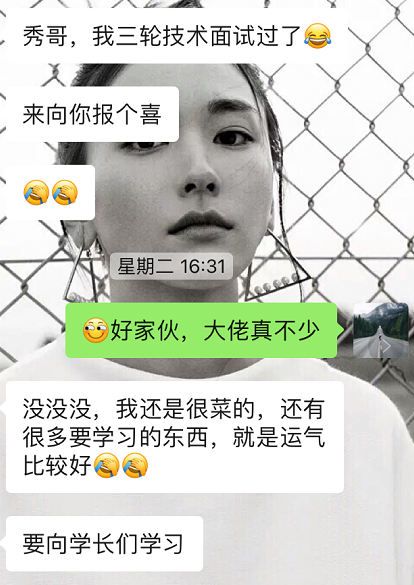 秀哥，我三轮技术面试过了😂
来向你报个喜
🤣🤣
星期二 16:31
好家伙，大佬真不少
没没没，我还是很菜的，还有
很多要学习的东西，就是运气
比较好🤣🤣
要向学长们学习